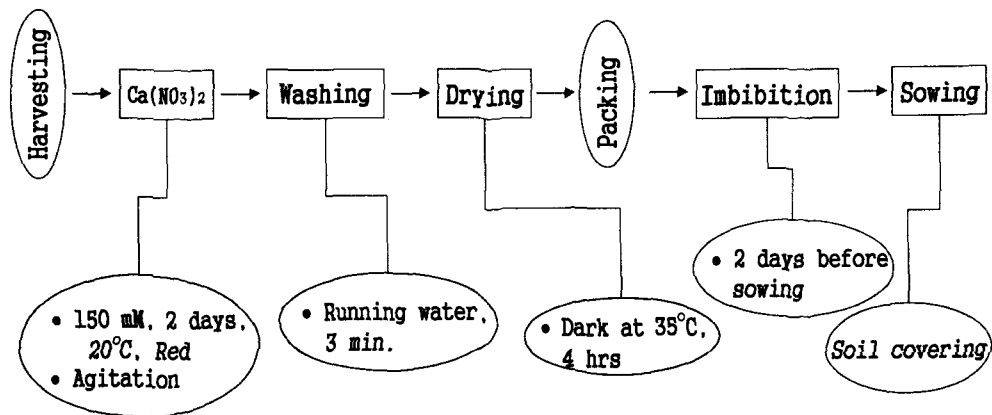 Harvesting
Ca(NO3)2
Washing
Drying
Packing
Imbibition
Sowing
• 150 mM, 2 days,
20°C, Red
• Agitation
• Running water,
3 min.
• Dark at 35°C,
4 hrs
• 2 days before
sowing
Soil covering